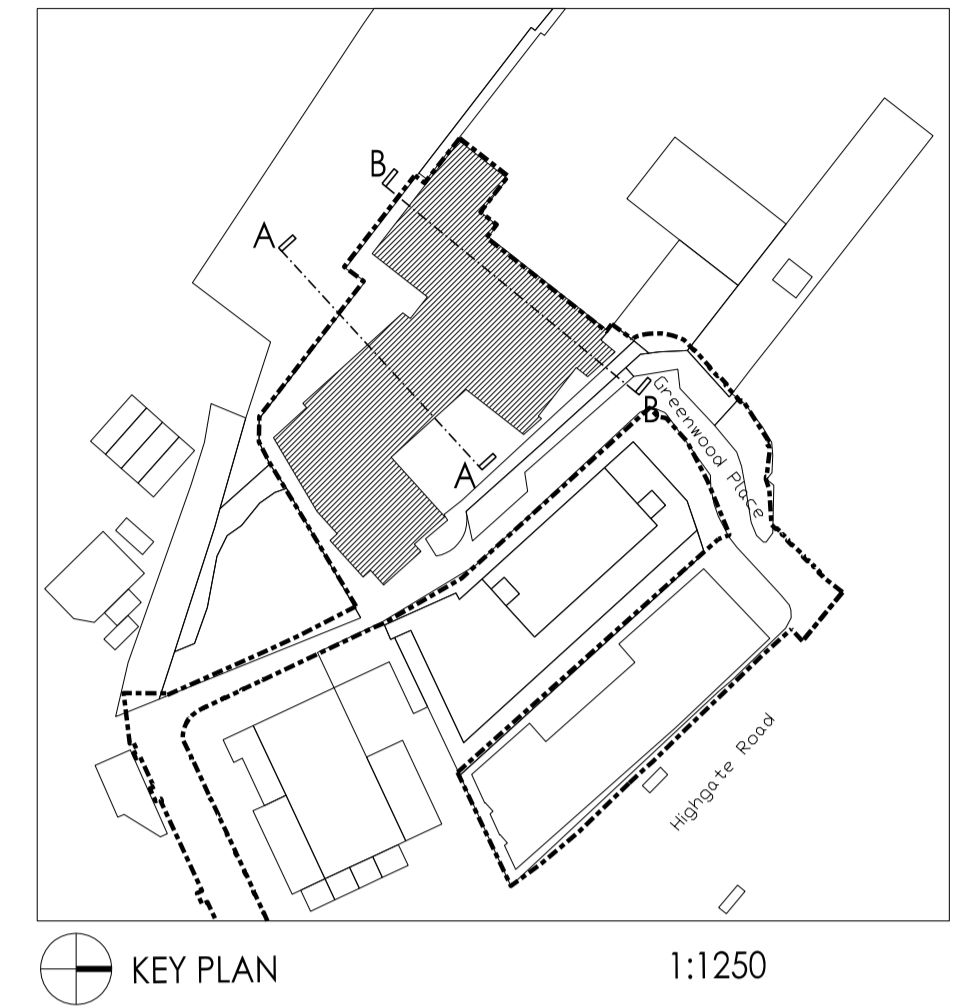 B
A
Greenwood Place
B
A
Highgate Road
KEY PLAN
1:1250